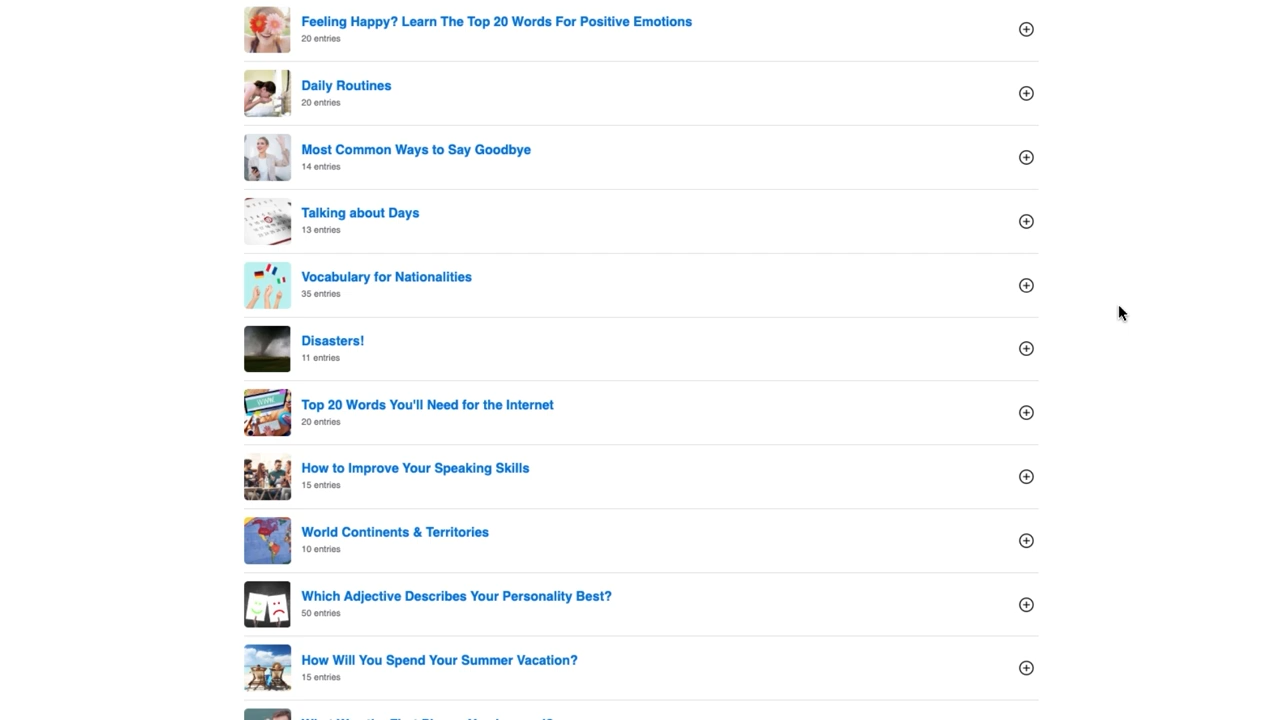 Feeling Happy? Learn The Top 20 Words For Positive Emotions
20 entries
Daily Routines
20 entries
Most Common Ways to Say Goodbye
14 entries
Talking about Days
13 entries
Vocabulary for Nationalities
35 entries
Disasters!
11 entries
Top 20 Words You'll Need for the Internet
20 entries
How to Improve Your Speaking Skills
15 entries
World Continents & Territories
10 entries
Which Adjective Describes Your Personality Best?
50 entries
How Will You Spend Your Summer Vacation?
15 entries